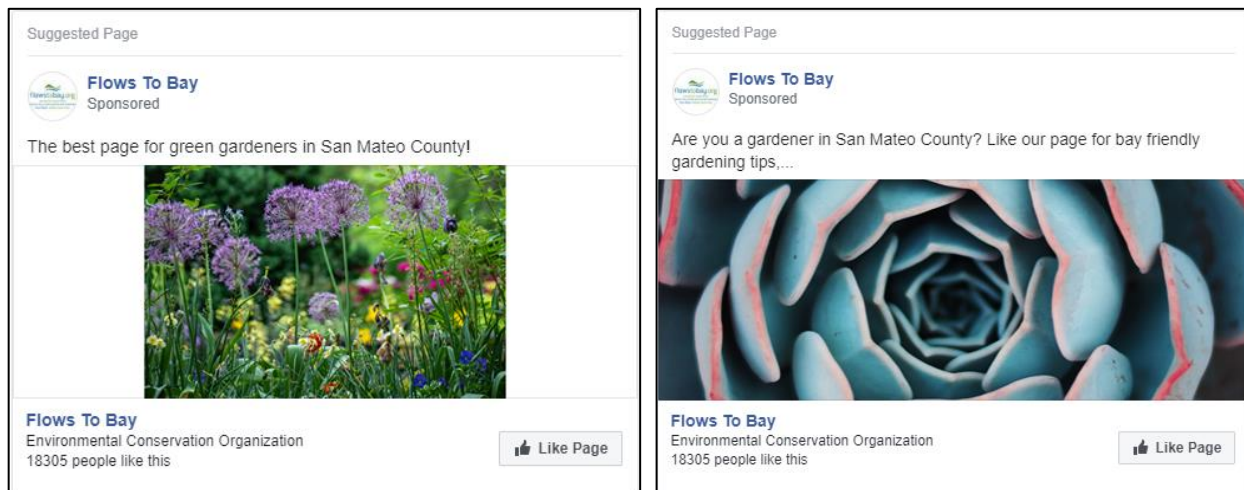 Suggested Page
Flows To Bay
Sponsored
The best page for green gardeners in San Mateo County!
Flows To Bay
Environmental Conservation Organization
18305 people like this
Like Page
Suggested Page
Flows To Bay
Sponsored
Are you a gardener in San Mateo County? Like our page for bay friendly
gardening tips,...
Flows To Bay
Environmental Conservation Organization
18305 people like this
Like Page